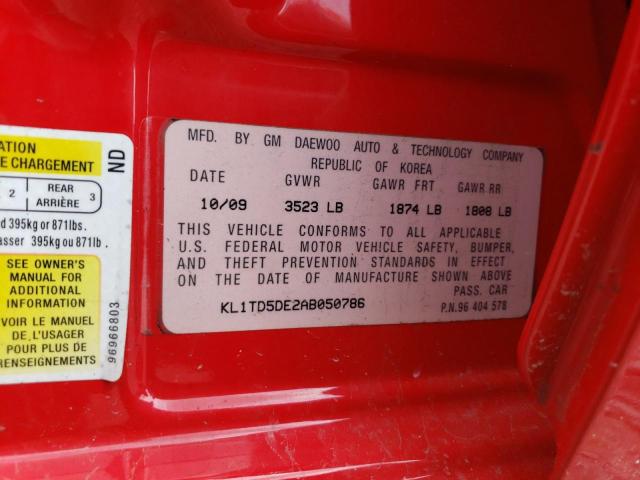 ATION
E CHARGEMENT
2 REAR ARRIÈRE 3
d 395kg or 871lbs.
asser 395kg ou 871lb.
SEE OWNER'S
MANUAL FOR
ADDITIONAL
INFORMATION
VOIR LE MANUEL
DE L'USAGER
POUR PLUS DE
RENSEIGNEMENTS
ND
96966803
MFD. BY GM DAEWOO AUTO & TECHNOLOGY COMPANY
REPUBLIC OF KOREA
DATE GVWR GAWR FRT GAWR RR
10/09 3523 LB 1874 LB 1808 LB
THIS VEHICLE CONFORMS TO ALL APPLICABLE
U.S. FEDERAL MOTOR VEHICLE SAFETY, BUMPER,
AND THEFT PREVENTION STANDARDS IN EFFECT
ON THE DATE OF MANUFACTURE SHOWN ABOVE
PASS. CAR
KL1TD5DE2AB050786 P.N.96 404 578